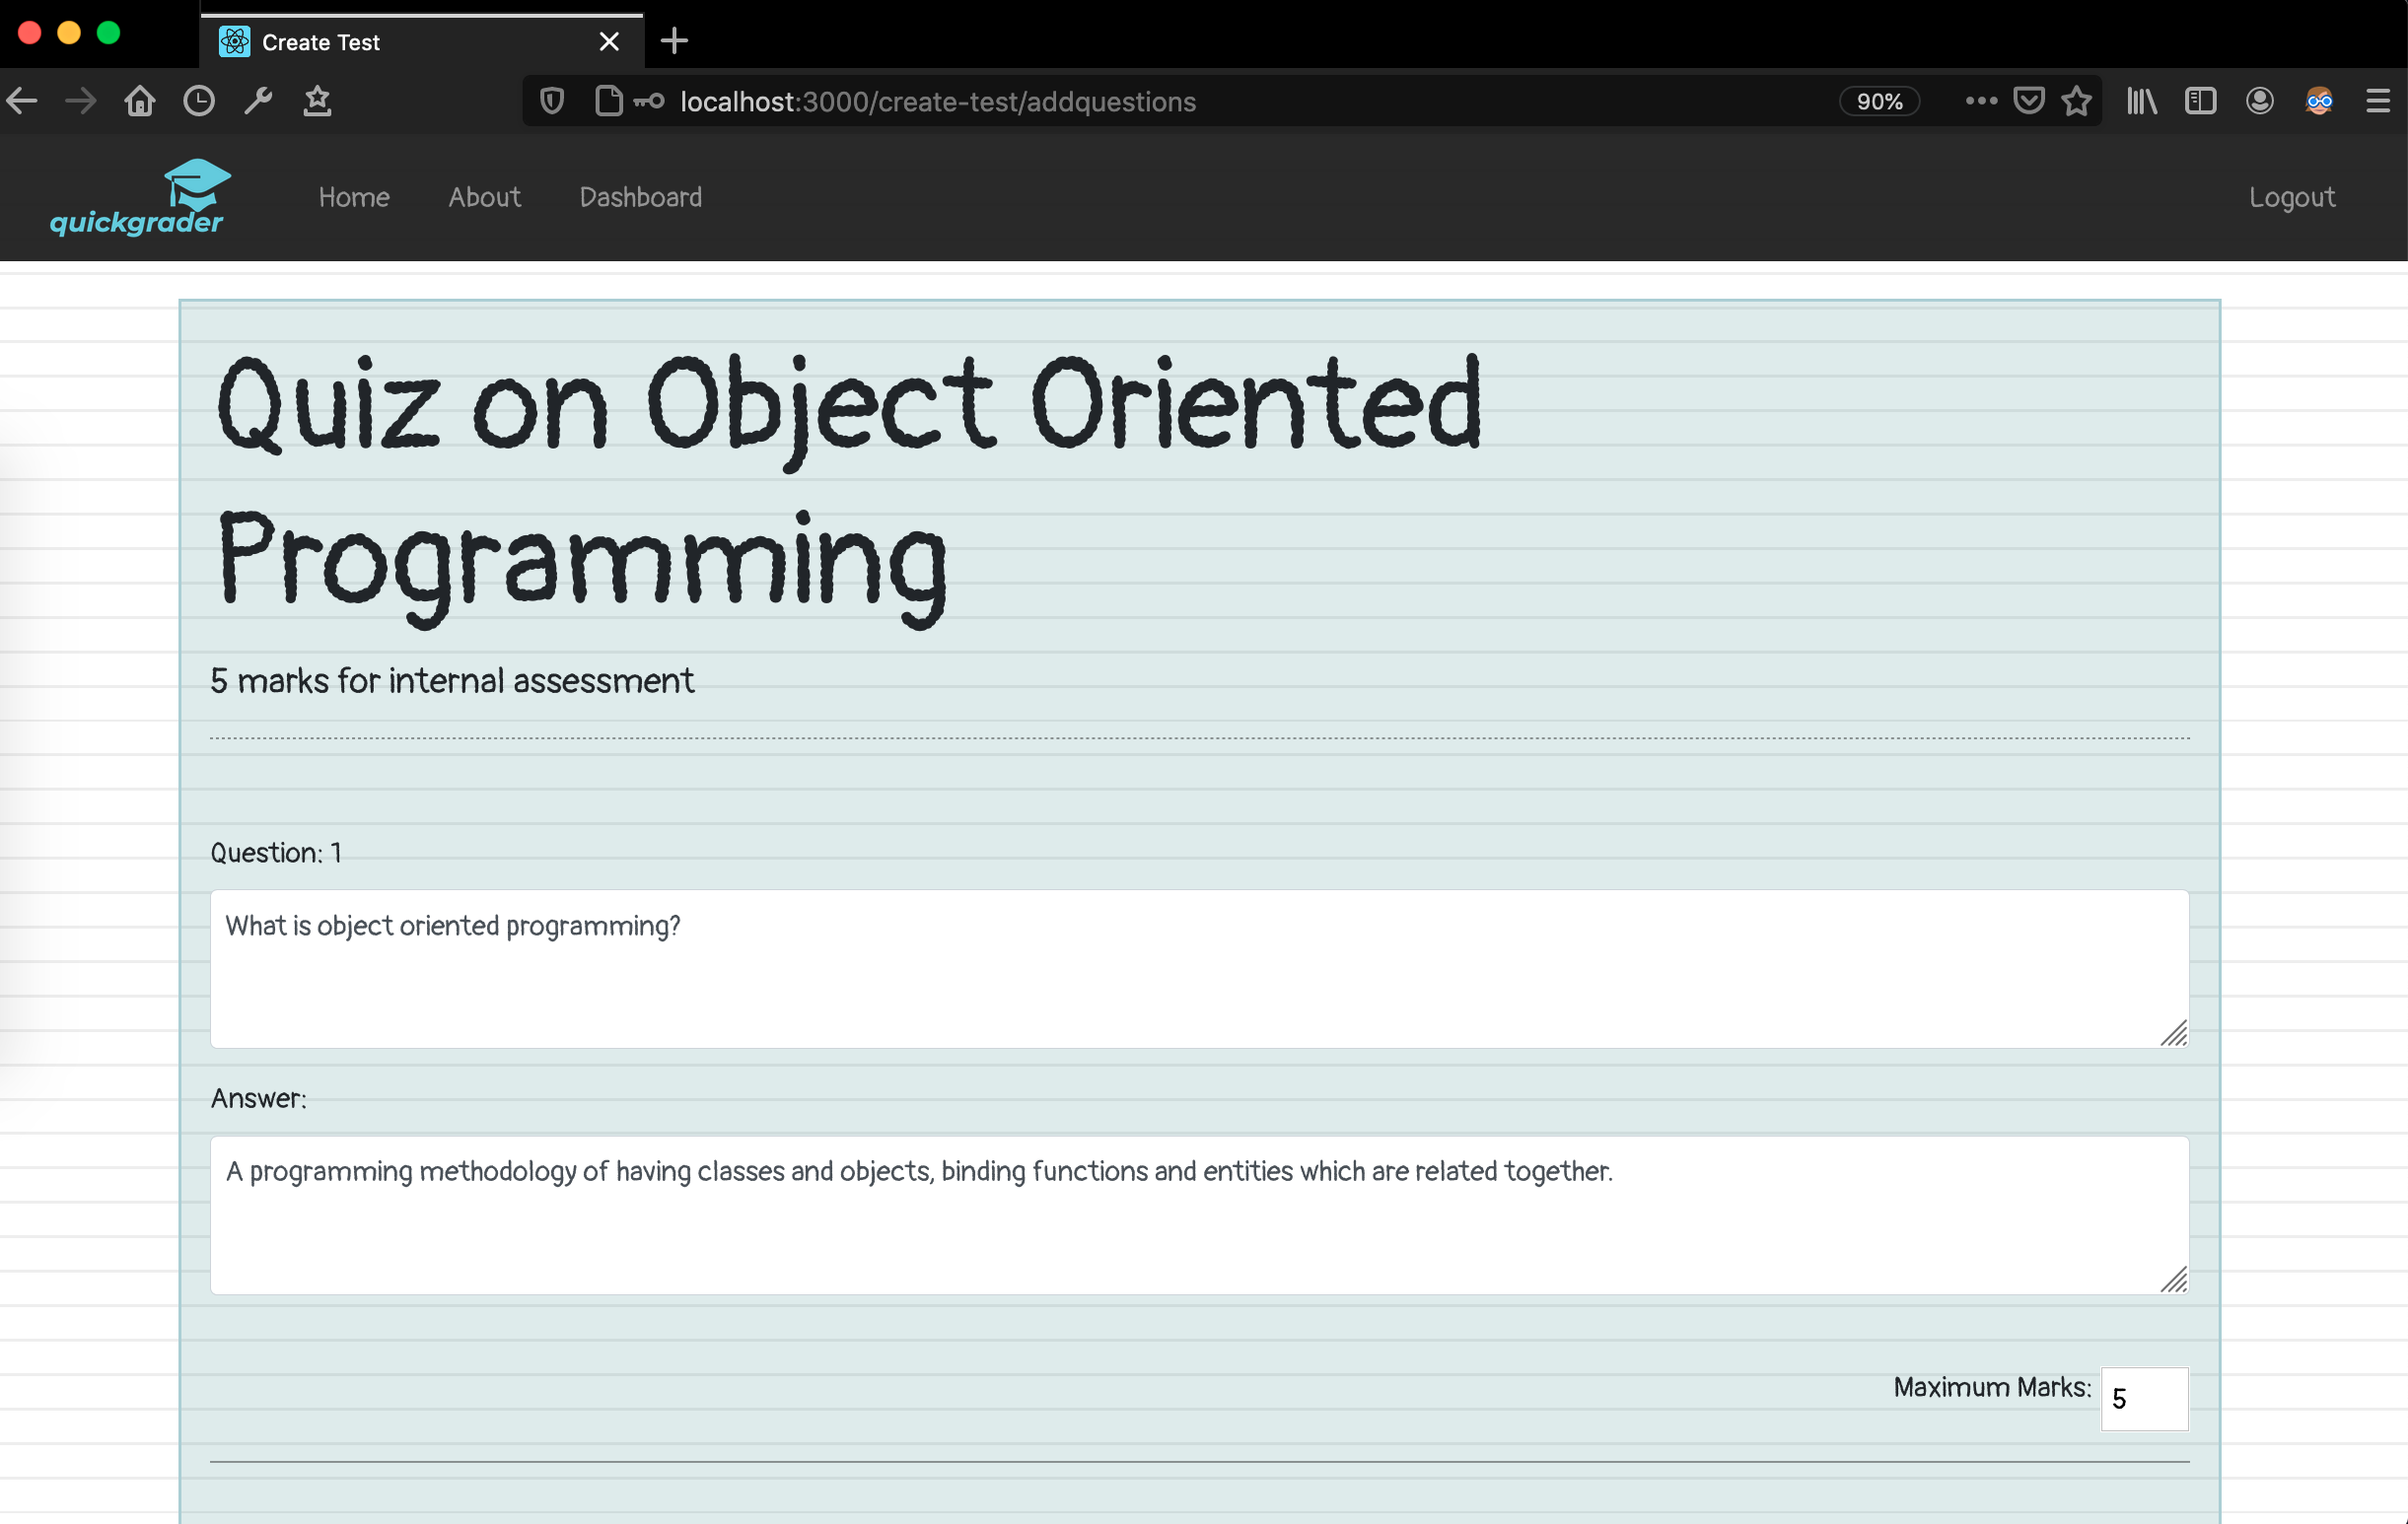 Create Test
localhost:3000/create-test/addquestions
90%
quickgrader
Home
About
Dashboard
Logout
Quiz on Object Oriented
Programming
5 marks for internal assessment
Question: 1
What is object oriented programming?
Answer:
A programming methodology of having classes and objects, binding functions and entities which are related together.
Maximum Marks:
5